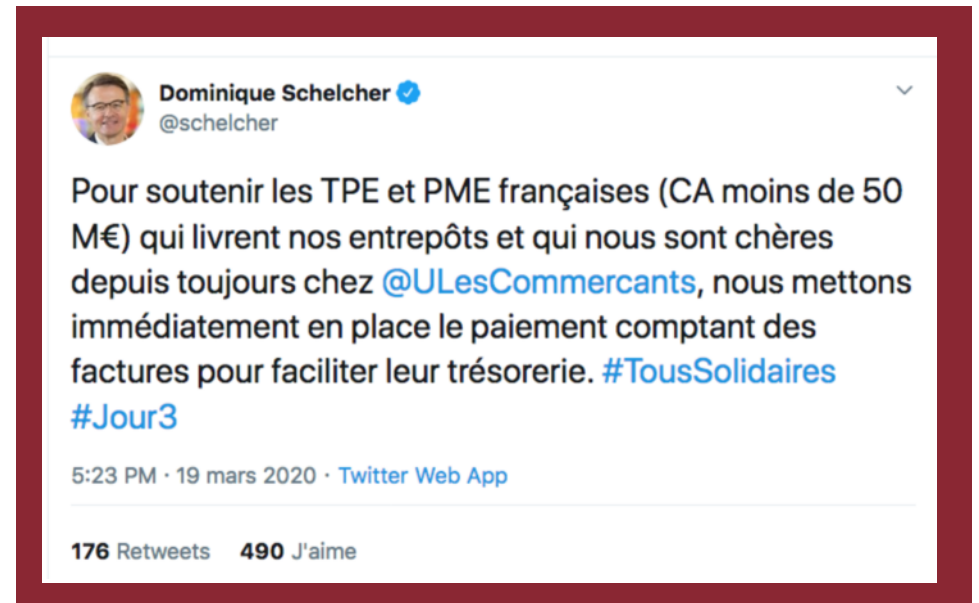 Dominique Schelcher
@schelcher
Pour soutenir les TPE et PME françaises (CA moins de 50
M€) qui livrent nos entrepôts et qui nous sont chères
depuis toujours chez @ULesCommercants, nous mettons
immédiatement en place le paiement comptant des
factures pour faciliter leur trésorerie. #TousSolidaires
#Jour3
5:23 PM · 19 mars 2020 · Twitter Web App
176 Retweets 490 J'aime